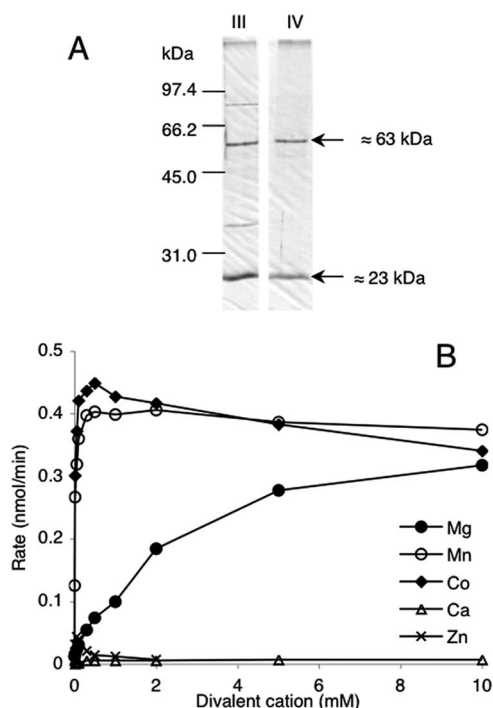 A
III IV
kDa
97.4
66.2
≈ 63 kDa
45.0
31.0
≈ 23 kDa
B
0.5
0.4
0.3
0.2
0.1
0
Rate (nmol/min)
Mg
Mn
Co
Ca
Zn
0 2 4 6 8 10
Divalent cation (mM)